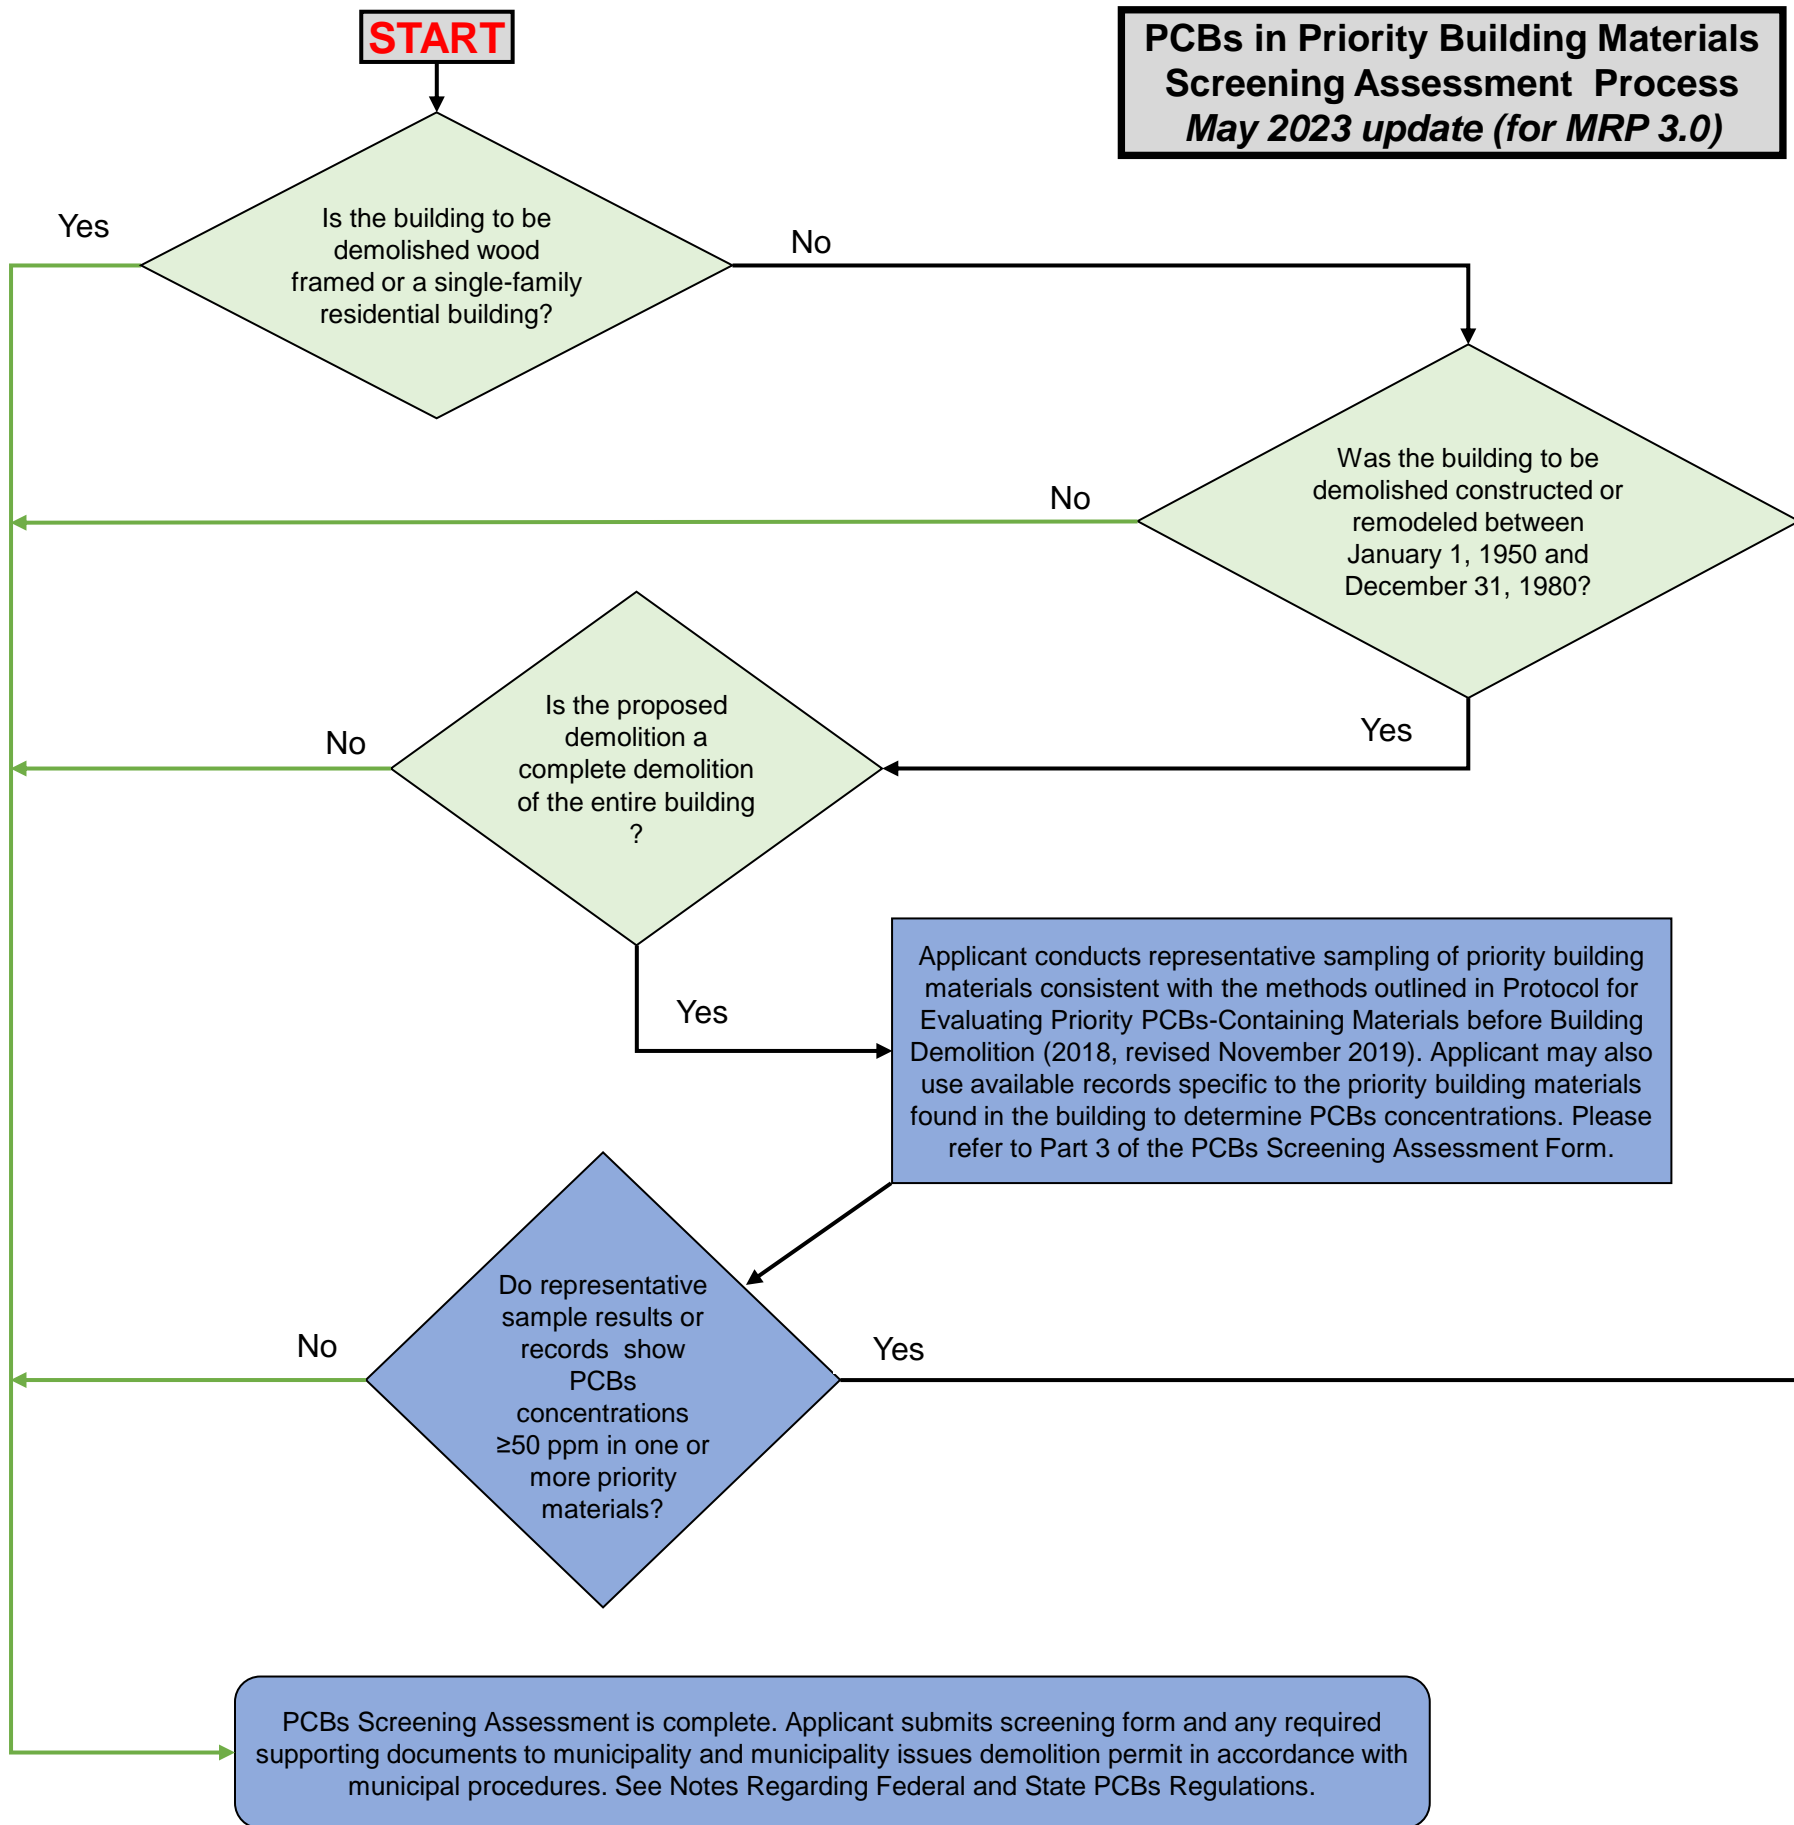 START
PCBs in Priority Building Materials
Screening Assessment Process
May 2023 update (for MRP 3.0)
Yes
Is the building to be
demolished wood
framed or a single-family
residential building?
No
No
Was the building to be
demolished constructed or
remodeled between
January 1, 1950 and
December 31, 1980?
Yes
No
Is the proposed
demolition a
complete demolition
of the entire building
?
Yes
Applicant conducts representative sampling of priority building
materials consistent with the methods outlined in Protocol for
Evaluating Priority PCBs-Containing Materials before Building
Demolition (2018, revised November 2019). Applicant may also
use available records specific to the priority building materials
found in the building to determine PCBs concentrations. Please
refer to Part 3 of the PCBs Screening Assessment Form.
No
Do representative
sample results or
records show
PCBs
concentrations
≥50 ppm in one or
more priority
materials?
Yes
PCBs Screening Assessment is complete. Applicant submits screening form and any required
supporting documents to municipality and municipality issues demolition permit in accordance with
municipal procedures. See Notes Regarding Federal and State PCBs Regulations.